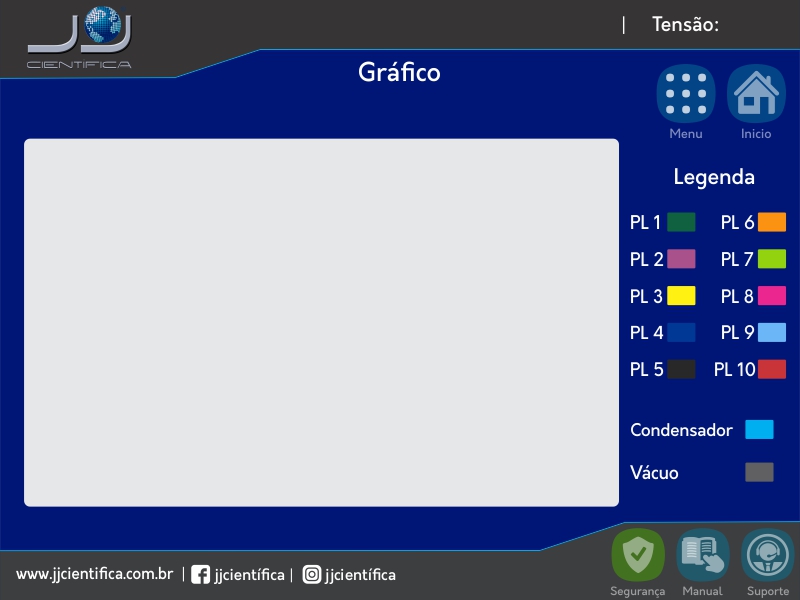 JJ
CIENTIFICA
| Tensão:
Gráfico
Menu
Inicio
Legenda
PL 1
PL 6
PL 2
PL 7
PL 3
PL 8
PL 4
PL 9
PL 5
PL 10
Condensador
Vácuo
www.jjcientifica.com.br | jjcientífica | jjcientífica
Segurança
Manual
Suporte